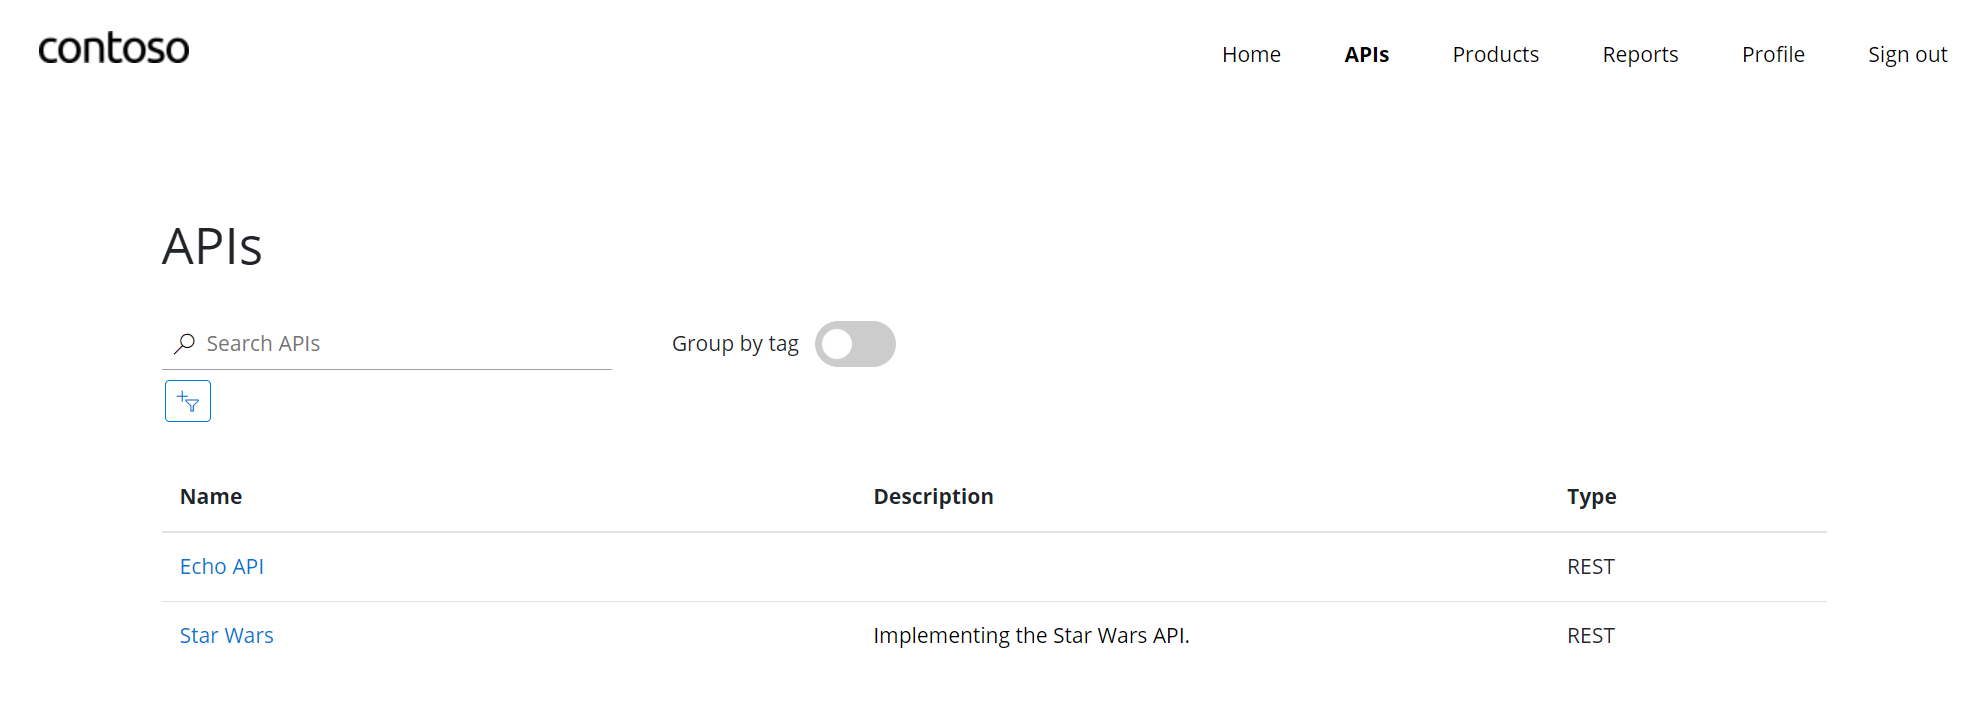 contoso
Home APIs Products Reports Profile Sign out
APIs
Search APIs Group by tag
Name Description Type
Echo API REST
Star Wars Implementing the Star Wars API. REST